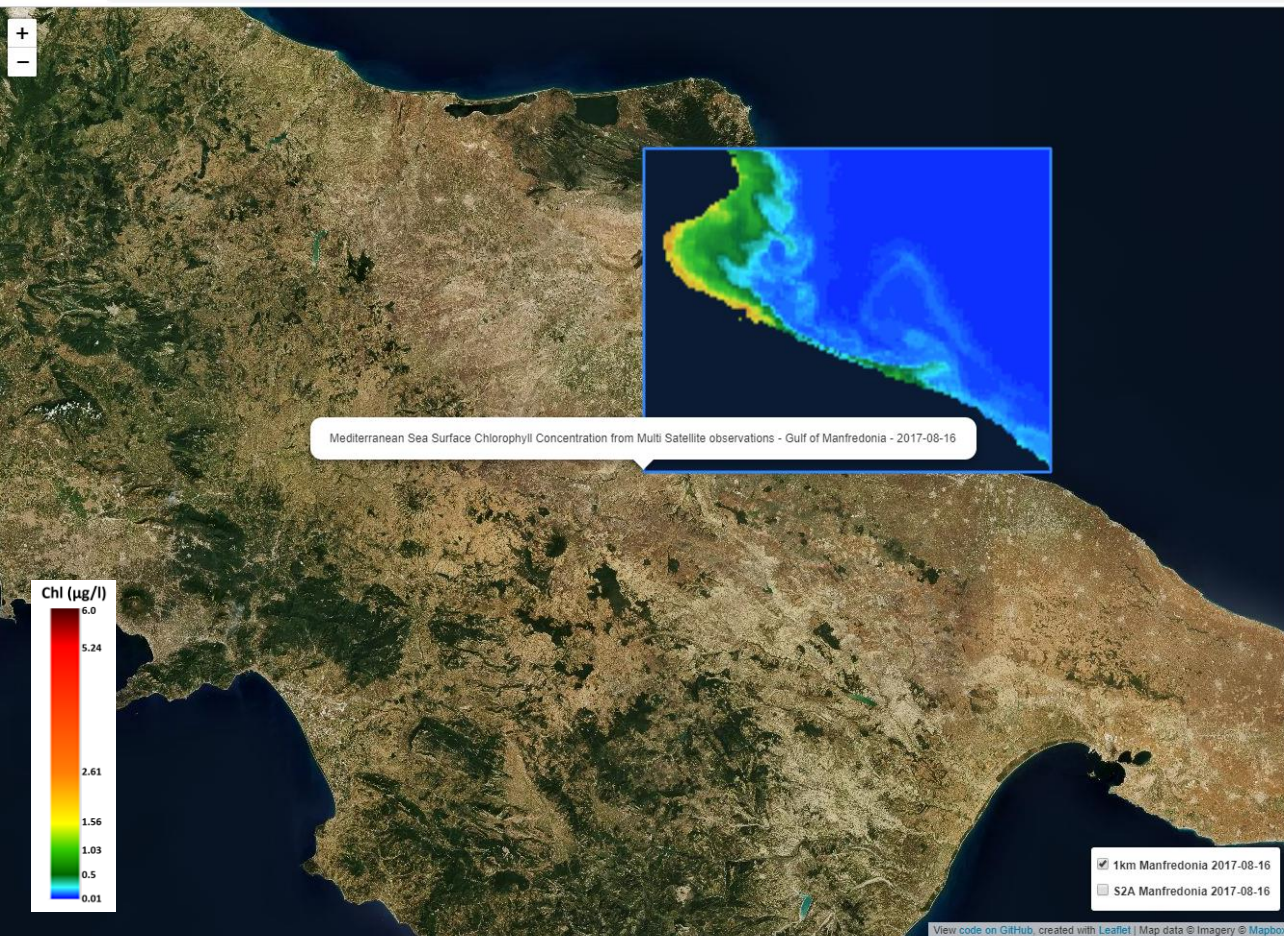 +
−
Mediterranean Sea Surface Chlorophyll Concentration from Multi Satellite observations - Gulf of Manfredonia - 2017-08-16
Chl (µg/l)
6.0
5.24
2.61
1.56
1.03
0.5
0.01
1km Manfredonia 2017-08-16
S2A Manfredonia 2017-08-16
View code on GitHub, created with Leaflet | Map data © Imagery © Mapbox